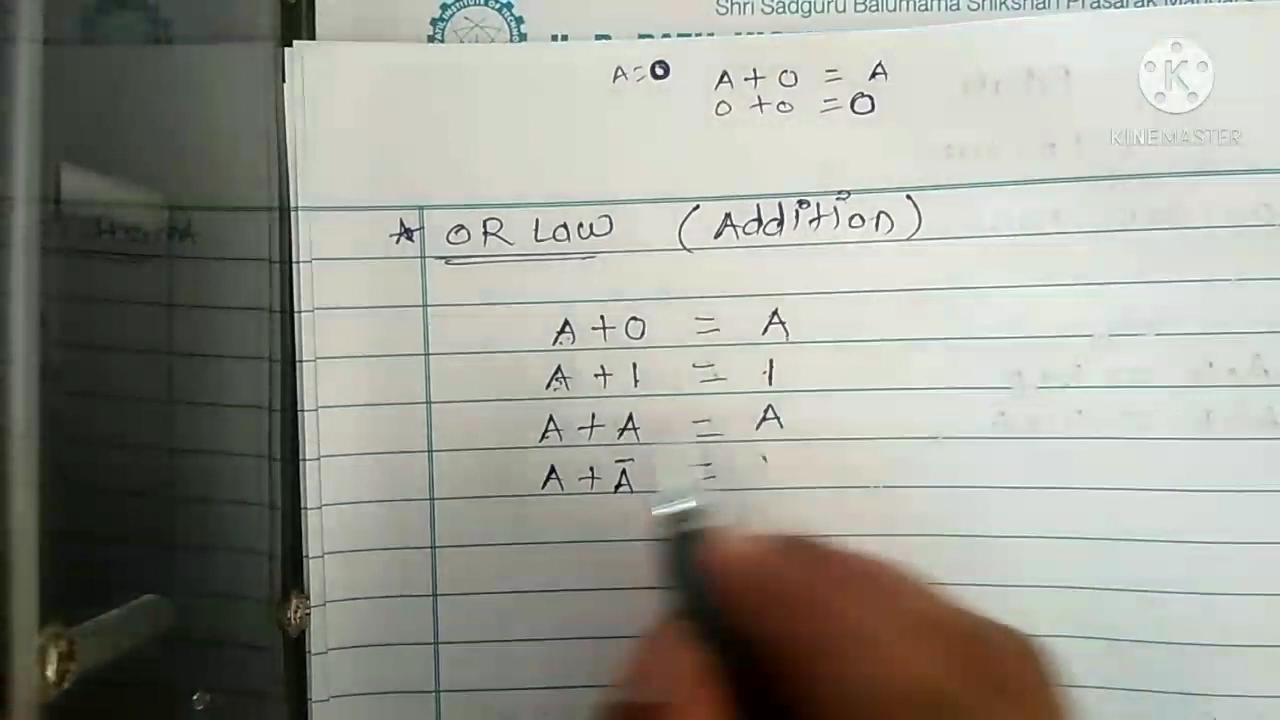 Shri Sadguru Balumama Shikshan Prasarak
A=0 A + 0 = A
0 + 0 = 0
KINEMASTER
OR Law (Addition)
A + 0 = A
A + 1 = 1
A + A = A
A + Ā =